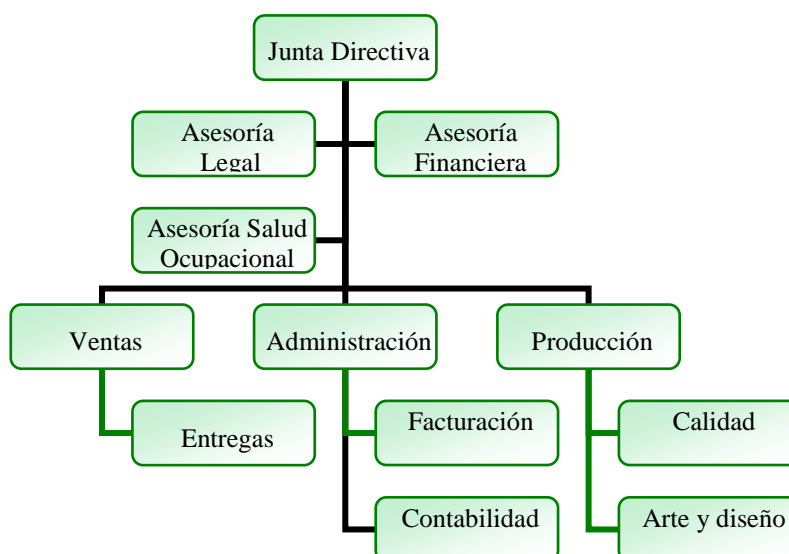 Junta Directiva
Asesoría
Legal
Asesoría
Financiera
Asesoría Salud
Ocupacional
Ventas
Administración
Producción
Entregas
Facturación
Calidad
Contabilidad
Arte y diseño